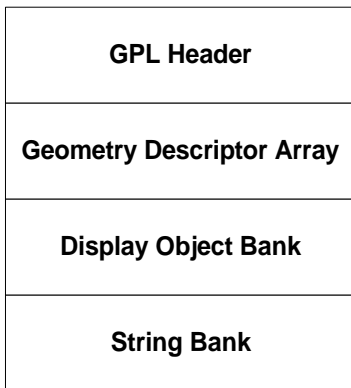 GPL Header
Geometry Descriptor Array
Display Object Bank
String Bank